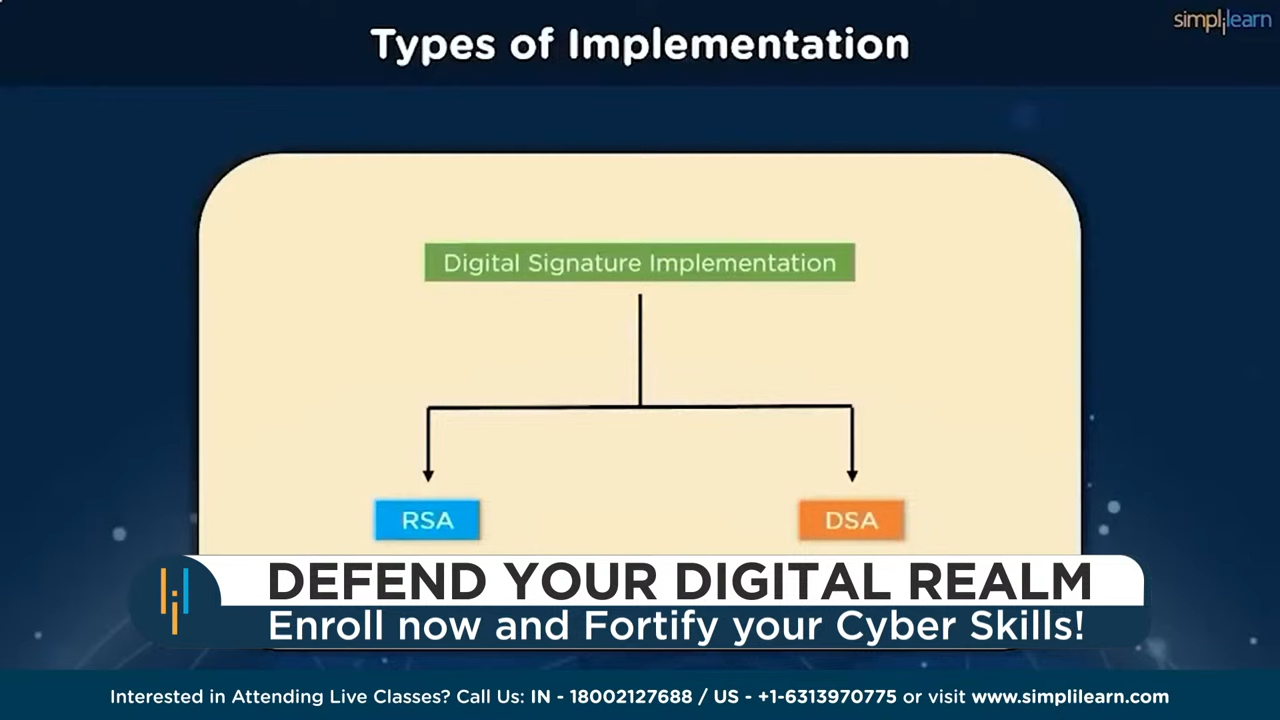 simplilearn
Types of Implementation
Digital Signature Implementation
RSA
DSA
DEFEND YOUR DIGITAL REALM
Enroll now and Fortify your Cyber Skills!
Interested in Attending Live Classes? Call Us: IN - 18002127688 / US - +1-6313970775 or visit www.simplilearn.com